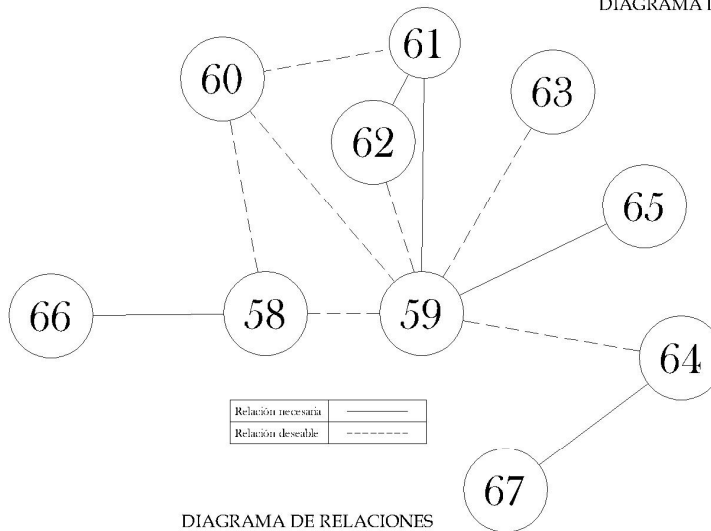 DIAGRAMA
61
60
63
62
65
66
58
59
64
Relación necesaria
Relación deseable
67
DIAGRAMA DE RELACIONES